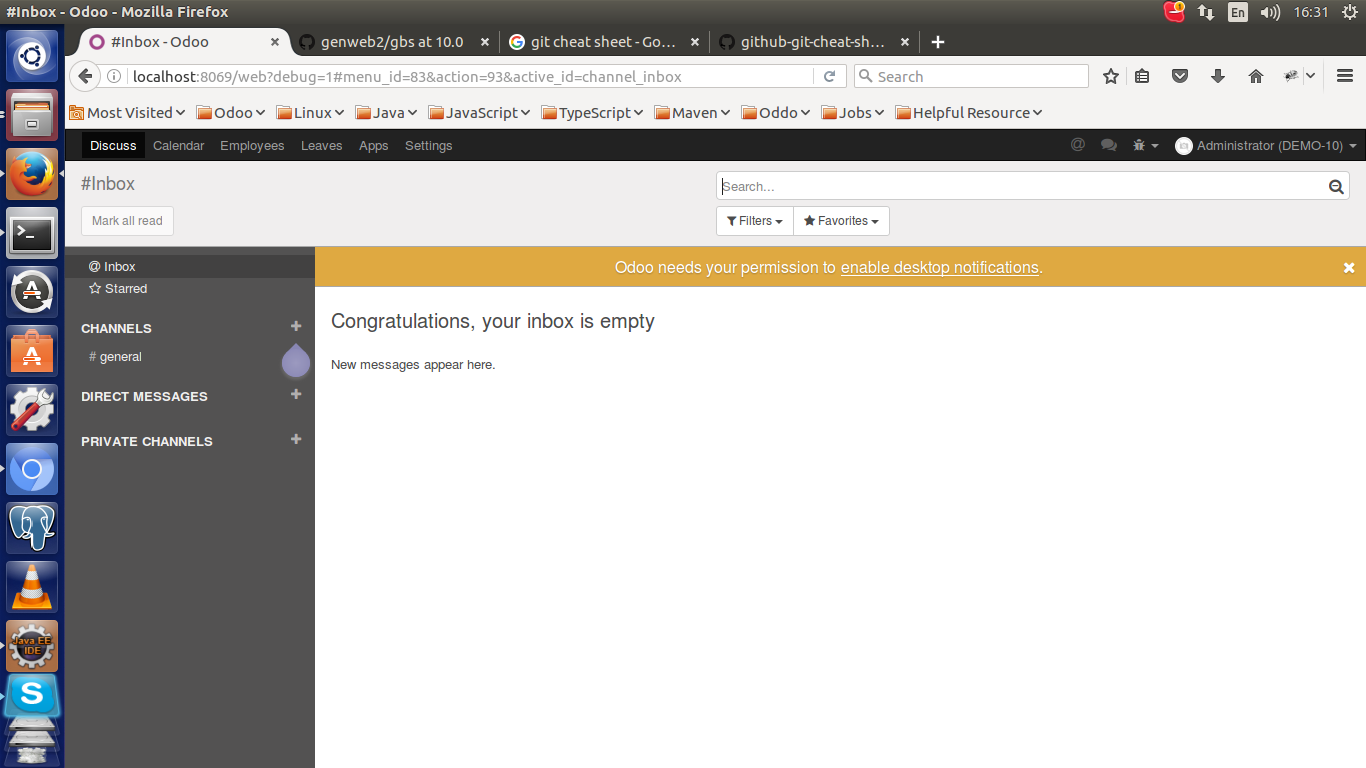 #Inbox - Odoo - Mozilla Firefox
1
En
16:31
#Inbox - Odoo
genweb2/gbs at 10.0
git cheat sheet - Go...
github-git-cheat-sh...
localhost:8069/web?debug=1#menu_id=83&action=93&active_id=channel_inbox
Search
Most Visited
Odoo
Linux
Java
JavaScript
TypeScript
Maven
Oddo
Jobs
Helpful Resource
Discuss
Calendar
Employees
Leaves
Apps
Settings
@
Administrator (DEMO-10)
#Inbox
Search...
Mark all read
Filters
Favorites
@ Inbox
Starred
CHANNELS
# general
DIRECT MESSAGES
PRIVATE CHANNELS
Odoo needs your permission to enable desktop notifications.
Congratulations, your inbox is empty
New messages appear here.
Java EE
IDE
S